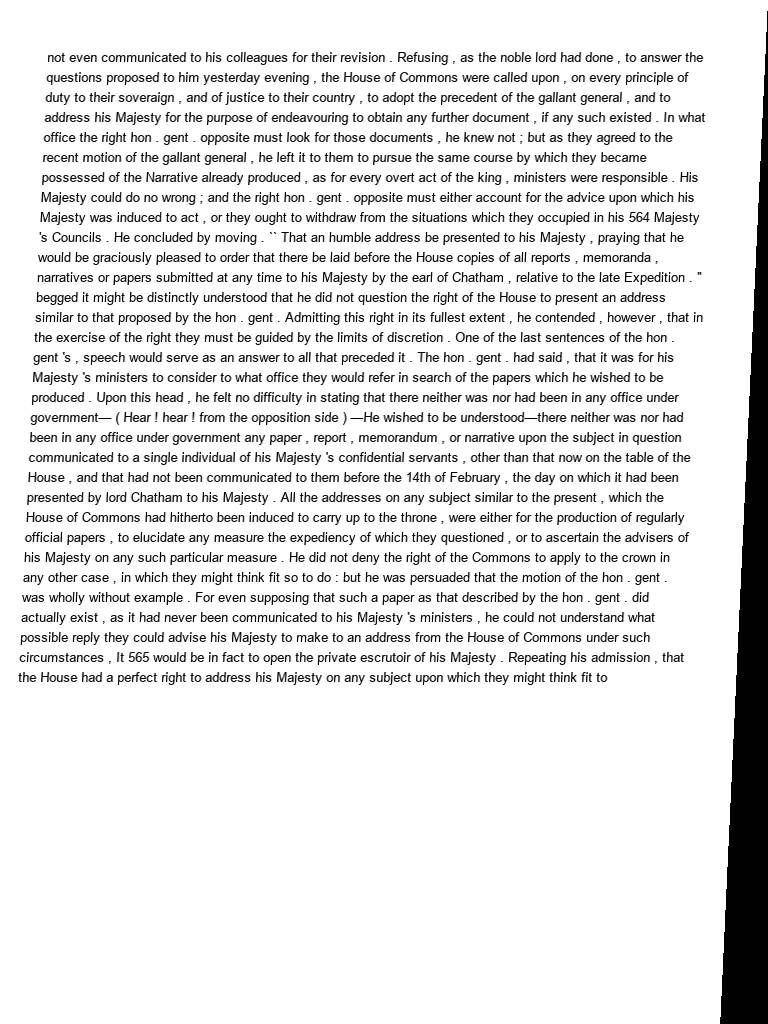 not even communicated to his colleagues for their revision . Refusing , as the noble lord had done , to answer the
questions proposed to him yesterday evening , the House of Commons were called upon , on every principle of
duty to their soveraign , and of justice to their country , to adopt the precedent of the gallant general , and to
address his Majesty for the purpose of endeavouring to obtain any further document , if any such existed . In what
office the right hon . gent . opposite must look for those documents , he knew not ; but as they agreed to the
recent motion of the gallant general , he left it to them to pursue the same course by which they became
possessed of the Narrative already produced , as for every overt act of the king , ministers were responsible . His
Majesty could do no wrong ; and the right hon . gent . opposite must either account for the advice upon which his
Majesty was induced to act , or they ought to withdraw from the situations which they occupied in his 564 Majesty
's Councils . He concluded by moving . `` That an humble address be presented to his Majesty , praying that he
would be graciously pleased to order that there be laid before the House copies of all reports , memoranda ,
narratives or papers submitted at any time to his Majesty by the earl of Chatham , relative to the late Expedition . "
begged it might be distinctly understood that he did not question the right of the House to present an address
similar to that proposed by the hon . gent . Admitting this right in its fullest extent , he contended , however , that in
the exercise of the right they must be guided by the limits of discretion . One of the last sentences of the hon .
gent 's , speech would serve as an answer to all that preceded it . The hon . gent . had said , that it was for his
Majesty 's ministers to consider to what office they would refer in search of the papers which he wished to be
produced . Upon this head , he felt no difficulty in stating that there neither was nor had been in any office under
government— ( Hear ! hear ! from the opposition side ) —He wished to be understood—there neither was nor had
been in any office under government any paper , report , memorandum , or narrative upon the subject in question
communicated to a single individual of his Majesty 's confidential servants , other than that now on the table of the
House , and that had not been communicated to them before the 14th of February , the day on which it had been
presented by lord Chatham to his Majesty . All the addresses on any subject similar to the present , which the
House of Commons had hitherto been induced to carry up to the throne , were either for the production of regularly
official papers , to elucidate any measure the expediency of which they questioned , or to ascertain the advisers of
his Majesty on any such particular measure . He did not deny the right of the Commons to apply to the crown in
any other case , in which they might think fit so to do : but he was persuaded that the motion of the hon . gent .
was wholly without example . For even supposing that such a paper as that described by the hon . gent . did
actually exist , as it had never been communicated to his Majesty 's ministers , he could not understand what
possible reply they could advise his Majesty to make to an address from the House of Commons under such
circumstances , It 565 would be in fact to open the private escrutoir of his Majesty . Repeating his admission , that
the House had a perfect right to address his Majesty on any subject upon which they might think fit to